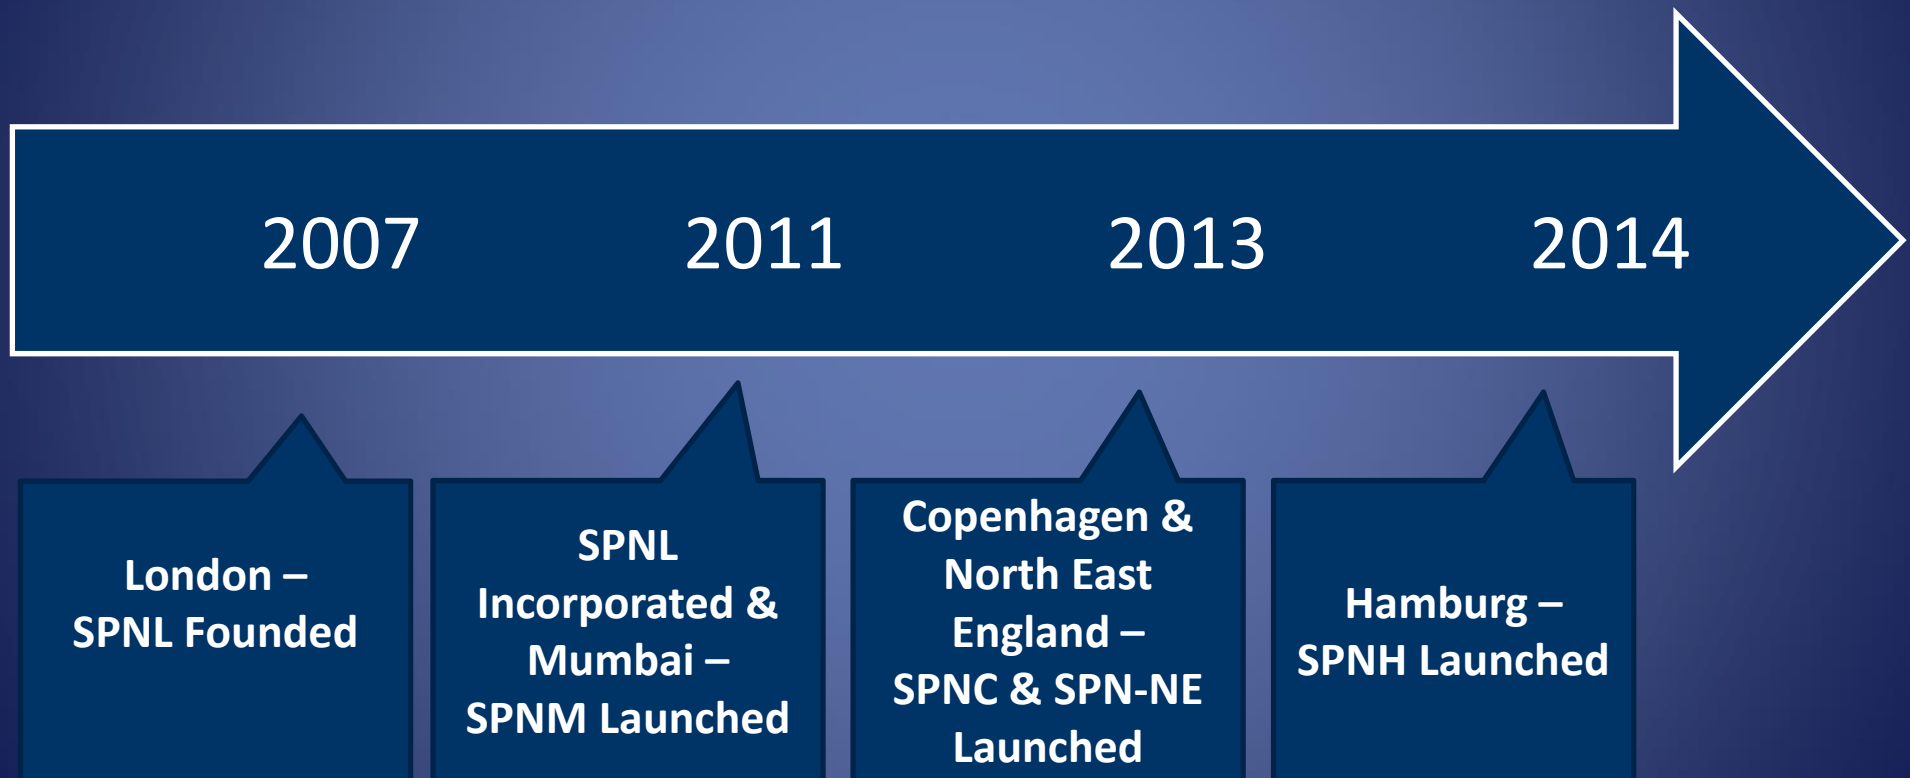 2007 2011 2013 2014
London –
SPNL Founded
SPNL
Incorporated &
Mumbai –
SPNM Launched
Copenhagen &
North East
England –
SPNC & SPN-NE
Launched
Hamburg –
SPNH Launched